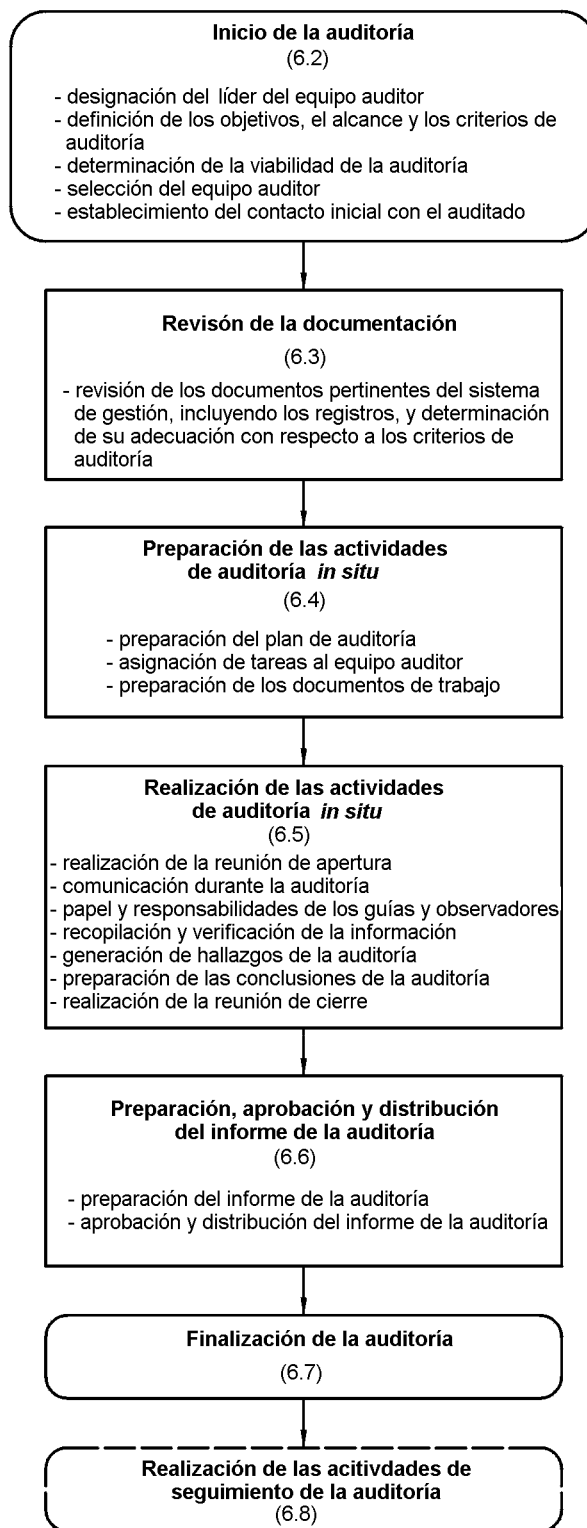 Inicio de la auditoría
(6.2)
- designación del líder del equipo auditor
- definición de los objetivos, el alcance y los criterios de
auditoría
- determinación de la viabilidad de la auditoría
- selección del equipo auditor
- establecimiento del contacto inicial con el auditado
Revisón de la documentación
(6.3)
- revisión de los documentos pertinentes del sistema
de gestión, incluyendo los registros, y determinación
de su adecuación con respecto a los criterios de
auditoría
Preparación de las actividades
de auditoría in situ
(6.4)
- preparación del plan de auditoría
- asignación de tareas al equipo auditor
- preparación de los documentos de trabajo
Realización de las actividades
de auditoría in situ
(6.5)
- realización de la reunión de apertura
- comunicación durante la auditoría
- papel y responsabilidades de los guías y observadores
- recopilación y verificación de la información
- generación de hallazgos de la auditoría
- preparación de las conclusiones de la auditoría
- realización de la reunión de cierre
Preparación, aprobación y distribución
del informe de la auditoría
(6.6)
- preparación del informe de la auditoría
- aprobación y distribución del informe de la auditoría
Finalización de la auditoría
(6.7)
Realización de las acitivdades de
seguimiento de la auditoría
(6.8)